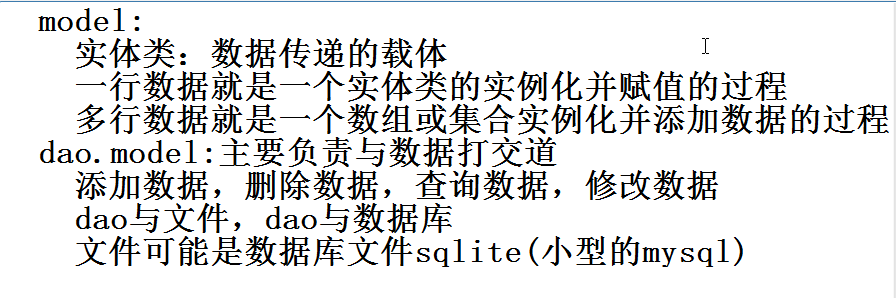 model:
实体类：数据传递的载体
一行数据就是一个实体类的实例化并赋值的过程
多行数据就是一个数组或集合实例化并添加数据的过程
dao.model:主要负责与数据打交道
添加数据，删除数据，查询数据，修改数据
dao与文件，dao与数据库
文件可能是数据库文件sqlite(小型的mysql)